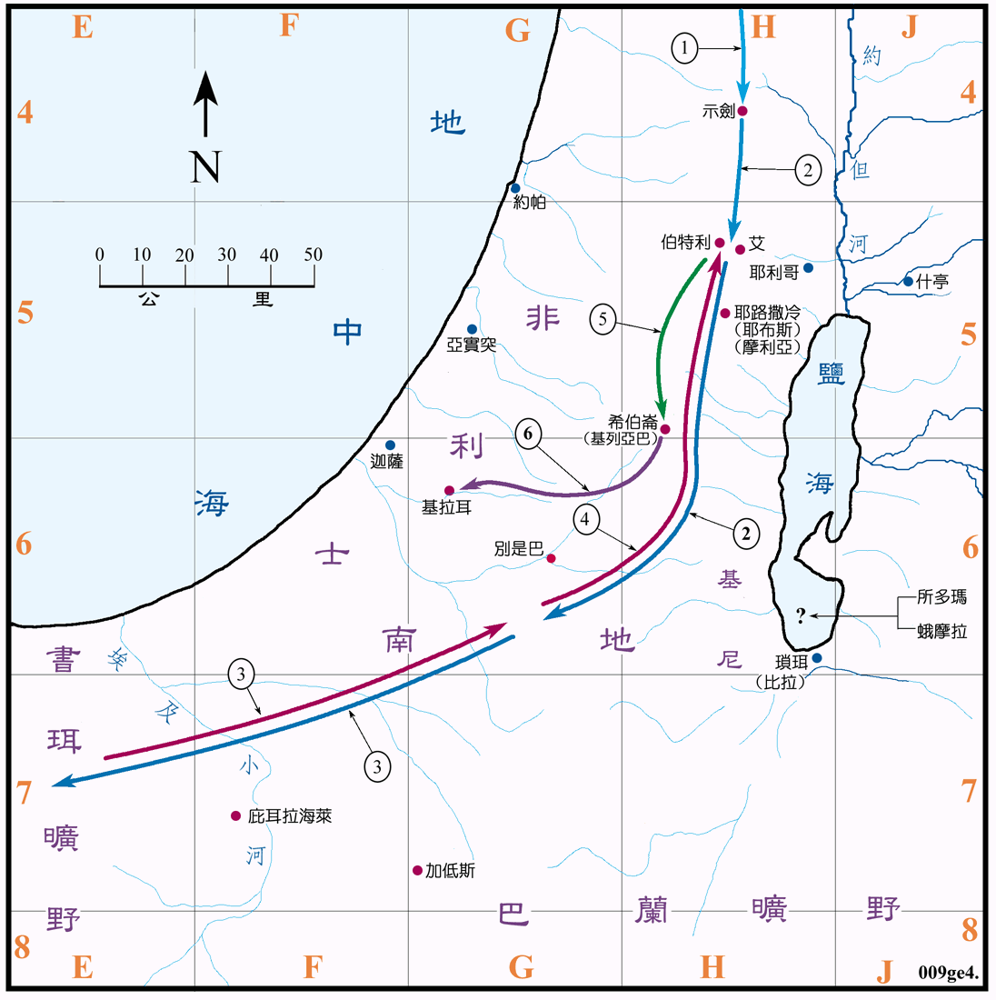 E
F
G
H
J
1
約
4
地
4
示劍
N
2
但
約帕
伯特利
艾
河
0 10 20 30 40 50
公里
耶利哥
什亭
5
中
非
5
耶路撒冷
(耶布斯)
(摩利亞)
5
亞實突
鹽
希伯崙
(基列亞巴)
6
利
迦薩
海
海
基拉耳
4
2
6
士
別是巴
6
基
所多瑪
?
蛾摩拉
南
地
書
埃
尼
瑣珥
(比拉)
3
及
珥
小
3
7
7
庇耳拉海萊
曠
河
加低斯
野
巴
蘭
曠
野
8
8
E
F
G
H
J
009ge4.